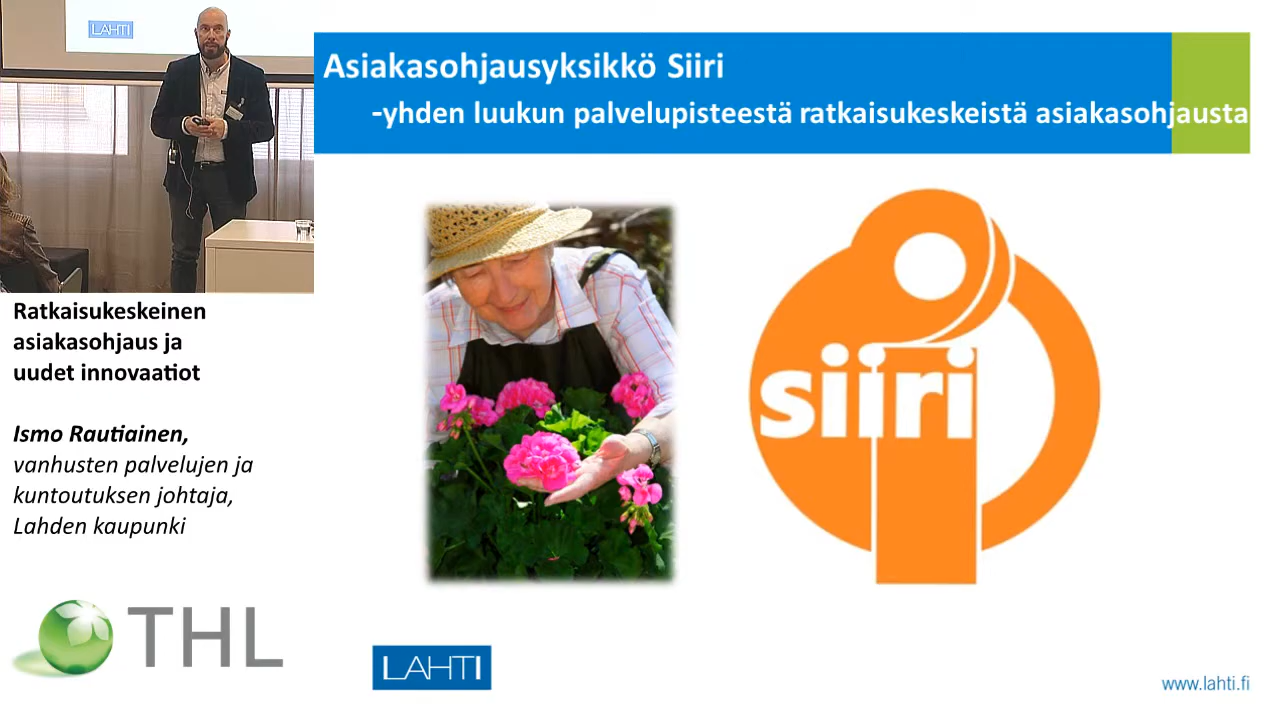 LAHTI
Asiakasohjausyksikkö Siiri
-yhden luukun palvelupisteestä ratkaisukeskeistä asiakasohjausta
siiri
Ratkaisukeskeinen
asiakasohjaus ja
uudet innovaatiot
Ismo Rautiainen,
vanhusten palvelujen ja
kuntoutuksen johtaja,
Lahden kaupunki
THL
LAHTI
www.lahti.fi